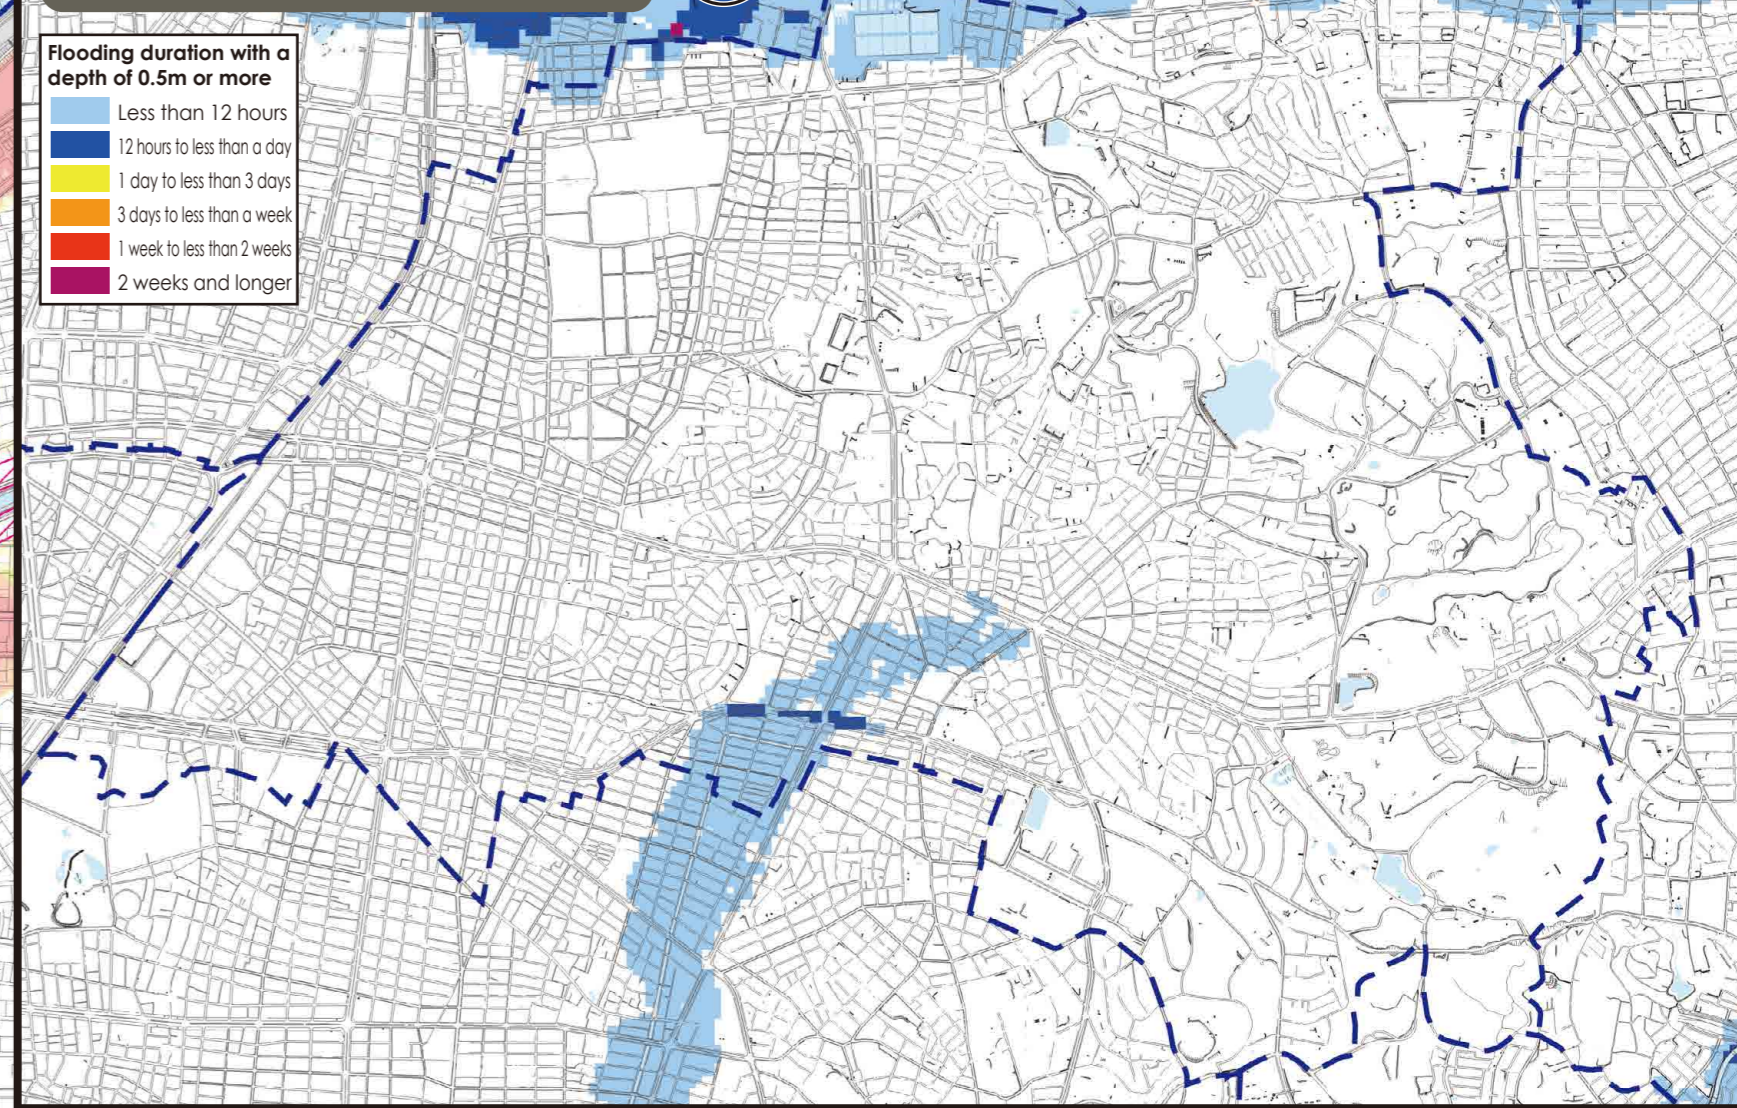 Flooding duration with a
depth of 0.5m or more
Less than 12 hours
12 hours to less than a day
1 day to less than 3 days
3 days to less than a week
1 week to less than 2 weeks
2 weeks and longer